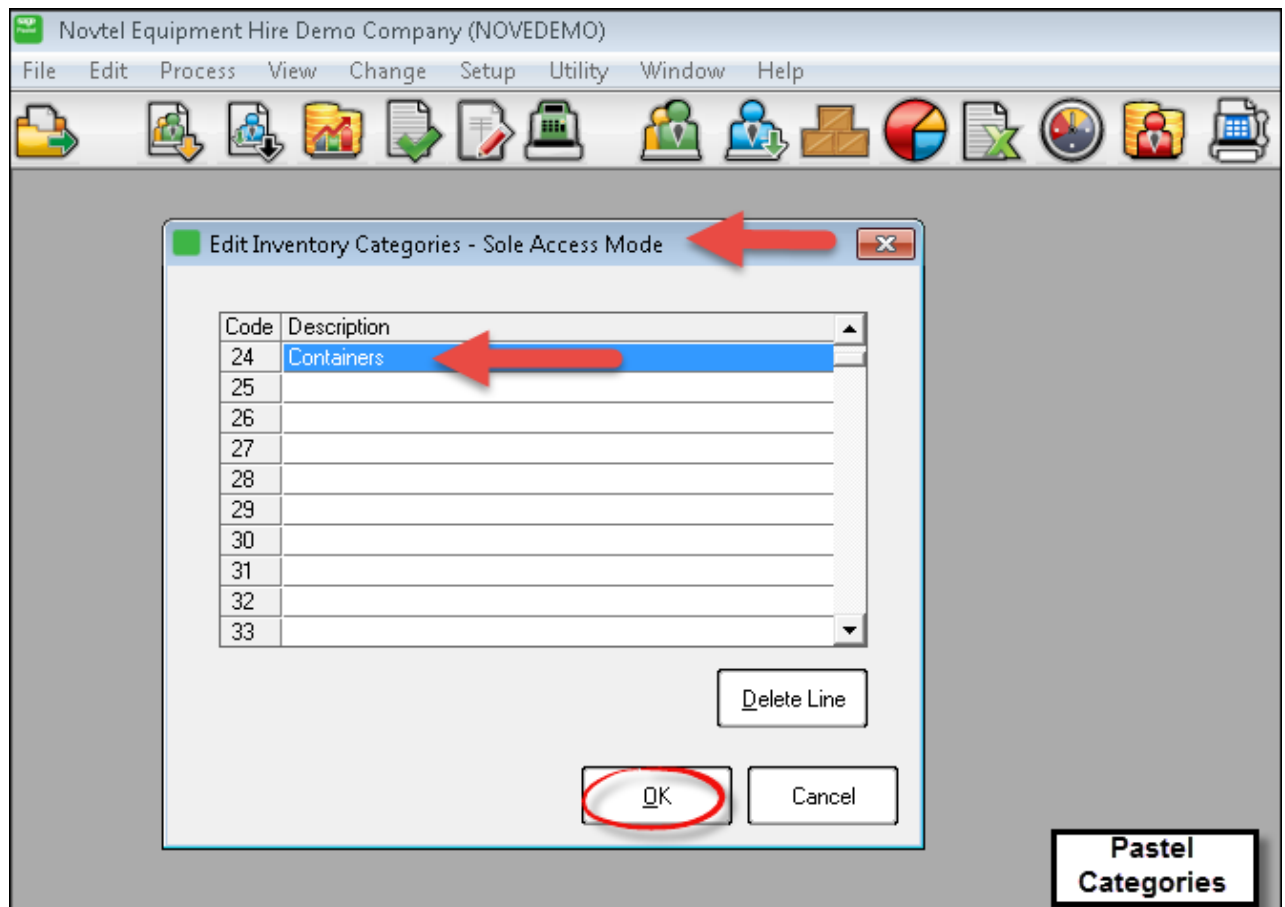 Novtel Equipment Hire Demo Company (NOVEDEMO)
File Edit Process View Change Setup Utility Window Help
Edit Inventory Categories - Sole Access Mode
Code Description
24 Containers
25
26
27
28
29
30
31
32
33
Delete Line
OK Cancel
Pastel
Categories